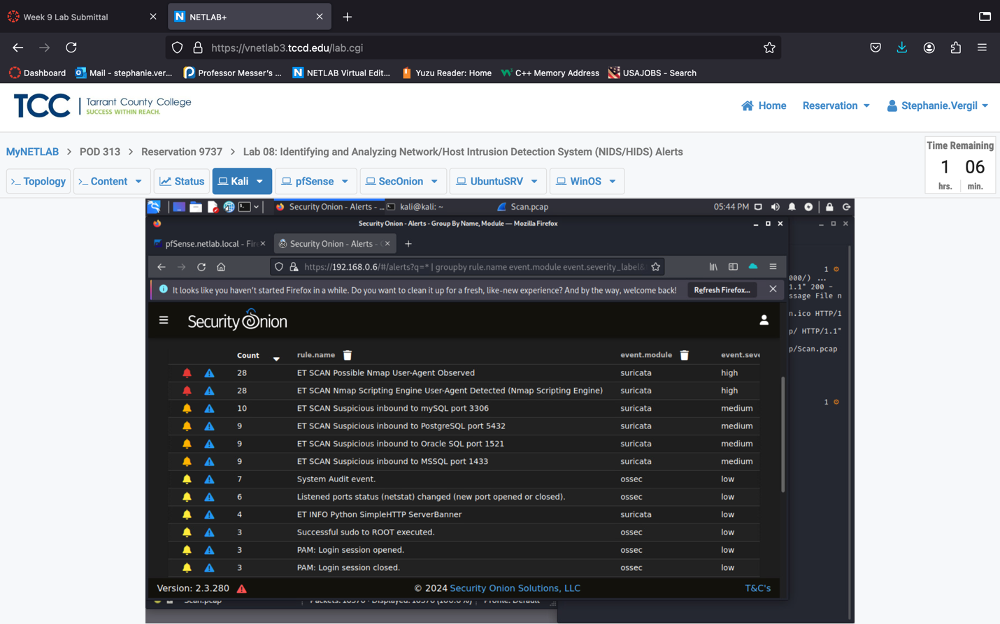 Week 9 Lab Submittal
NETLAB+
https://vnetlab3.tccd.edu/lab.cgi
Dashboard
Mail - stephanie.ver...
Professor Messer's ...
NETLAB Virtual Edit...
Yuzu Reader: Home
C++ Memory Address
USAJOBS - Search
TCC Tarrant County College
SUCCESS WITHIN REACH.
Home Reservation Stephanie.Vergil
MyNETLAB > POD 313 > Reservation 9737 > Lab 08: Identifying and Analyzing Network/Host Intrusion Detection System (NIDS/HIDS) Alerts
Time Remaining
1 06
hrs. min.
>_ Topology >_ Content Status Kali pfSense SecOnion UbuntuSRV WinOS
Security Onion - Alerts - ... kali@kali: ~ Scan.pcap 05:44 PM
Security Onion - Alerts - Group By Name, Module — Mozilla Firefox
pfSense.netlab.local - Fire
Security Onion - Alerts -
https://192.168.0.6/#/alerts?q=* | groupby rule.name event.module event.severity_label&
It looks like you haven't started Firefox in a while. Do you want to clean it up for a fresh, like-new experience? And by the way, welcome back! Refresh Firefox...
Security Onion
Count rule.name event.module event.seve
28 ET SCAN Possible Nmap User-Agent Observed suricata high
28 ET SCAN Nmap Scripting Engine User-Agent Detected (Nmap Scripting Engine) suricata high
10 ET SCAN Suspicious inbound to mySQL port 3306 suricata medium
9 ET SCAN Suspicious inbound to PostgreSQL port 5432 suricata medium
9 ET SCAN Suspicious inbound to Oracle SQL port 1521 suricata medium
9 ET SCAN Suspicious inbound to MSSQL port 1433 suricata medium
7 System Audit event. ossec low
6 Listened ports status (netstat) changed (new port opened or closed). ossec low
4 ET INFO Python SimpleHTTP ServerBanner suricata low
3 Successful sudo to ROOT executed. ossec low
3 PAM: Login session opened. ossec low
3 PAM: Login session closed. ossec low
Version: 2.3.280 © 2024 Security Onion Solutions, LLC T&C's
1
000/) ...
1.1" 200 -
ssage File n
n.ico HTTP/1
p/ HTTP/1.1"
p/Scan.pcap
1